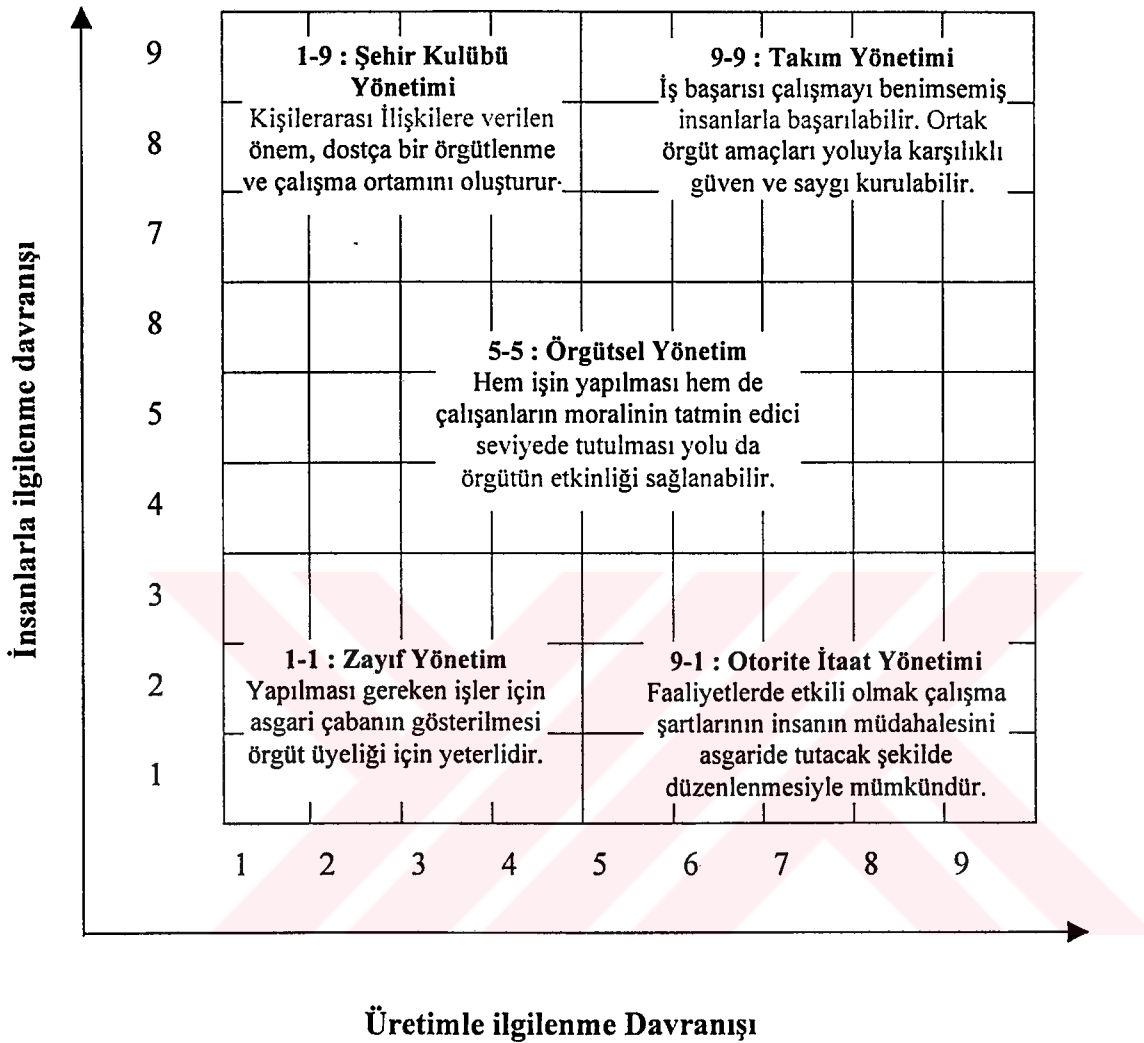 9
1-9 : Şehir Kulübü
Yönetimi
Kişilerarası İlişkilere verilen
önem, dostça bir örgütlenme
ve çalışma ortamını oluşturur.
9-9 : Takım Yönetimi
İş başarısı çalışmayı benimsemiş
insanlarla başarılabilir. Ortak
örgüt amaçları yoluyla karşılıklı
güven ve saygı kurulabilir.
8
7
8
5-5 : Örgütsel Yönetim
Hem işin yapılması hem de
çalışanların moralinin tatmin edici
seviyede tutulması yolu da
örgütün etkinliği sağlanabilir.
5
4
3
1-1 : Zayıf Yönetim
Yapılması gereken işler için
asgari çabanın gösterilmesi
örgüt üyeliği için yeterlidir.
9-1 : Otorite İtaat Yönetimi
Faaliyetlerde etkili olmak çalışma
şartlarının insanın müdahalesini
asgaride tutacak şekilde
düzenlenmesiyle mümkündür.
2
1
1 2 3 4 5 6 7 8 9
İnsanlarla ilgilenme davranışı
Üretimle ilgilenme Davranışı